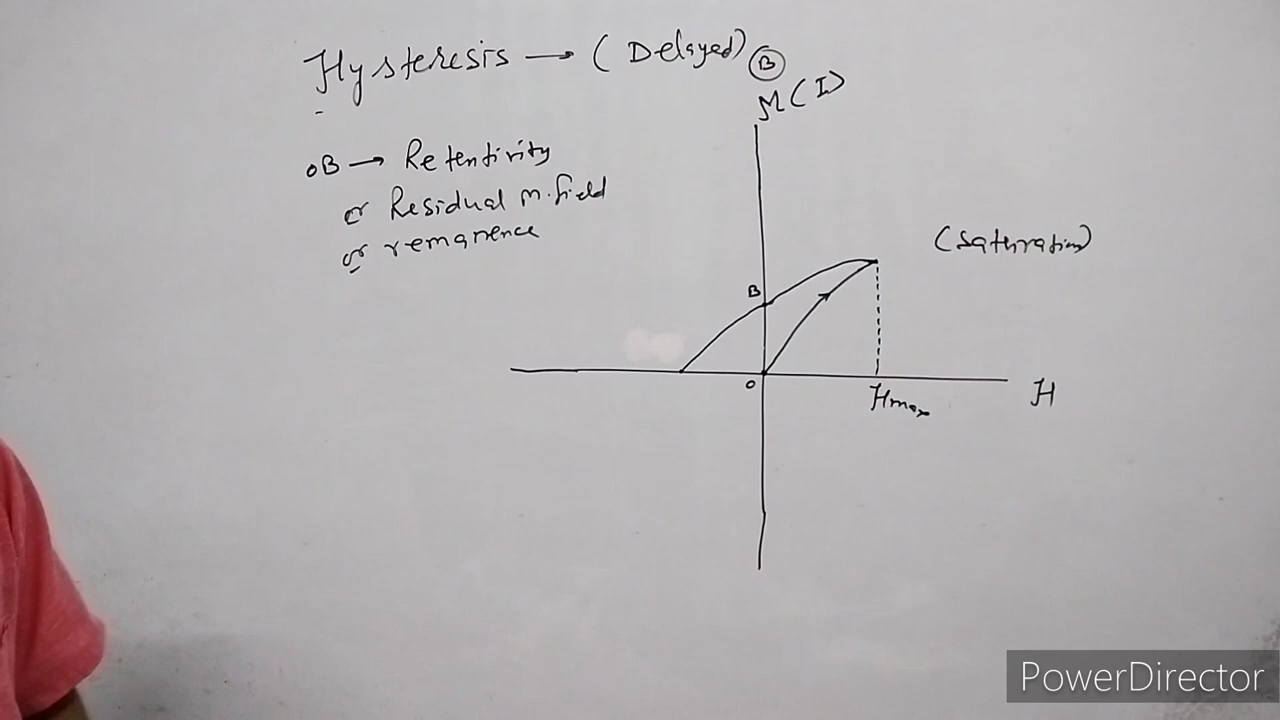 Hysteresis → (Delayed)
B
M(I)
OB → Retentivity
or Residual m.field
or remanence
(Saturation)
B
O
Hmax
H
PowerDirector